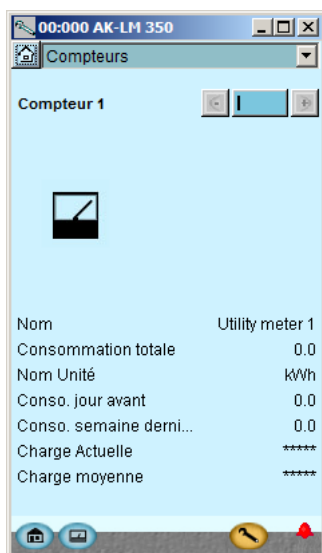 00:000 AK-LM 350
Compteurs
Compteur 1
Nom Utility meter 1
Consommation totale 0.0
Nom Unité kWh
Conso. jour avant 0.0
Conso. semaine derni... 0.0
Charge Actuelle *****
Charge moyenne *****